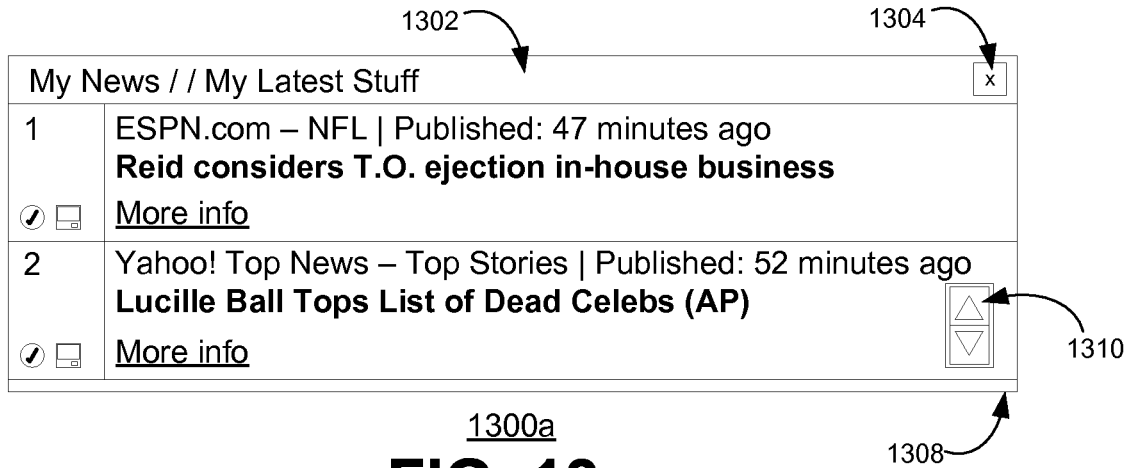 1302
1304
My News / / My Latest Stuff
x
1
ESPN.com – NFL | Published: 47 minutes ago
Reid considers T.O. ejection in-house business
More info
2
Yahoo! Top News – Top Stories | Published: 52 minutes ago
Lucille Ball Tops List of Dead Celebs (AP)
More info
1310
1300a
1308